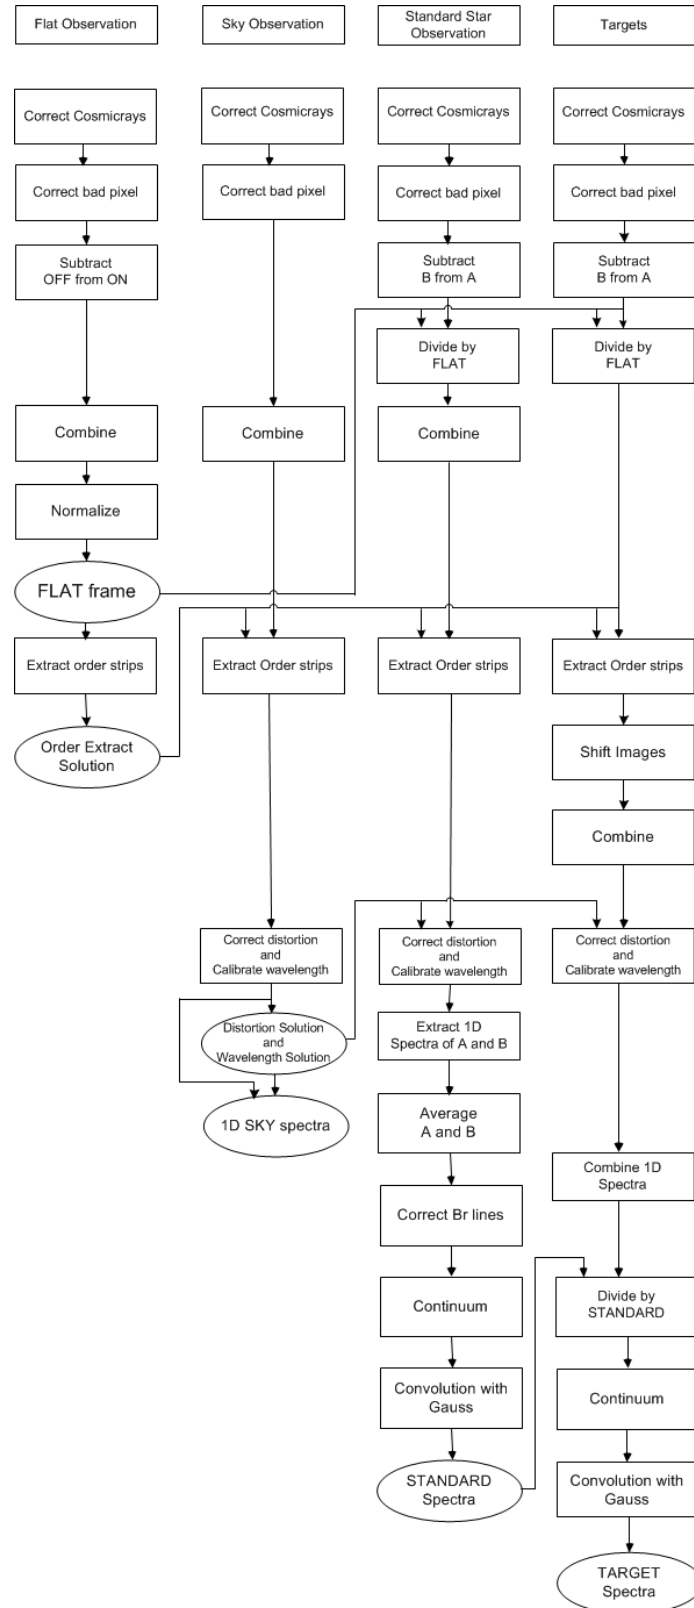 Flat Observation
Sky Observation
Standard Star
Observation
Targets
Correct Cosmicrays
Correct Cosmicrays
Correct Cosmicrays
Correct Cosmicrays
Correct bad pixel
Correct bad pixel
Correct bad pixel
Correct bad pixel
Subtract
OFF from ON
Subtract
B from A
Subtract
B from A
Divide by
FLAT
Divide by
FLAT
Combine
Combine
Combine
Normalize
FLAT frame
Extract order strips
Extract Order strips
Extract Order strips
Extract Order strips
Order Extract
Solution
Shift Images
Combine
Correct distortion
and
Calibrate wavelength
Correct distortion
and
Calibrate wavelength
Correct distortion
and
Calibrate wavelength
Distortion Solution
and
Wavelength Solution
Extract 1D
Spectra of A and B
1D SKY spectra
Average
A and B
Combine 1D
Spectra
Correct Br lines
Continuum
Divide by
STANDARD
Convolution with
Gauss
Continuum
STANDARD
Spectra
Convolution with
Gauss
TARGET
Spectra